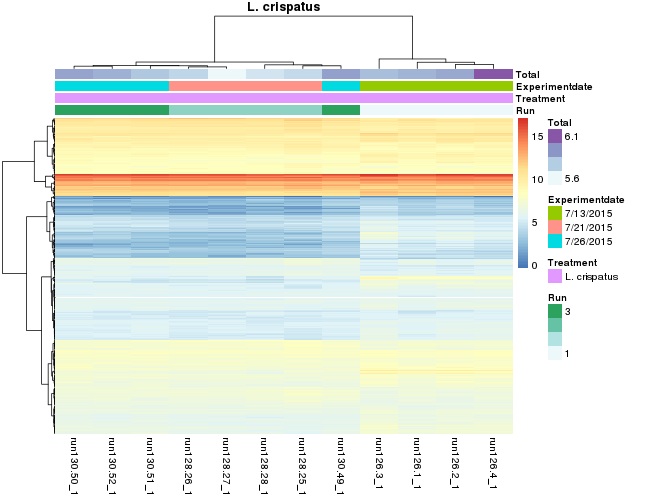 L. crispatus
Total
Experimentdate
Treatment
Run
15
10
5
0
Total
6.1
5.6
Experimentdate
7/13/2015
7/21/2015
7/26/2015
Treatment
L. crispatus
Run
3
1
run130.50_1
run130.52_1
run130.51_1
run128.26_1
run128.27_1
run128.28_1
run128.25_1
run130.49_1
run126.3_1
run126.1_1
run126.2_1
run126.4_1